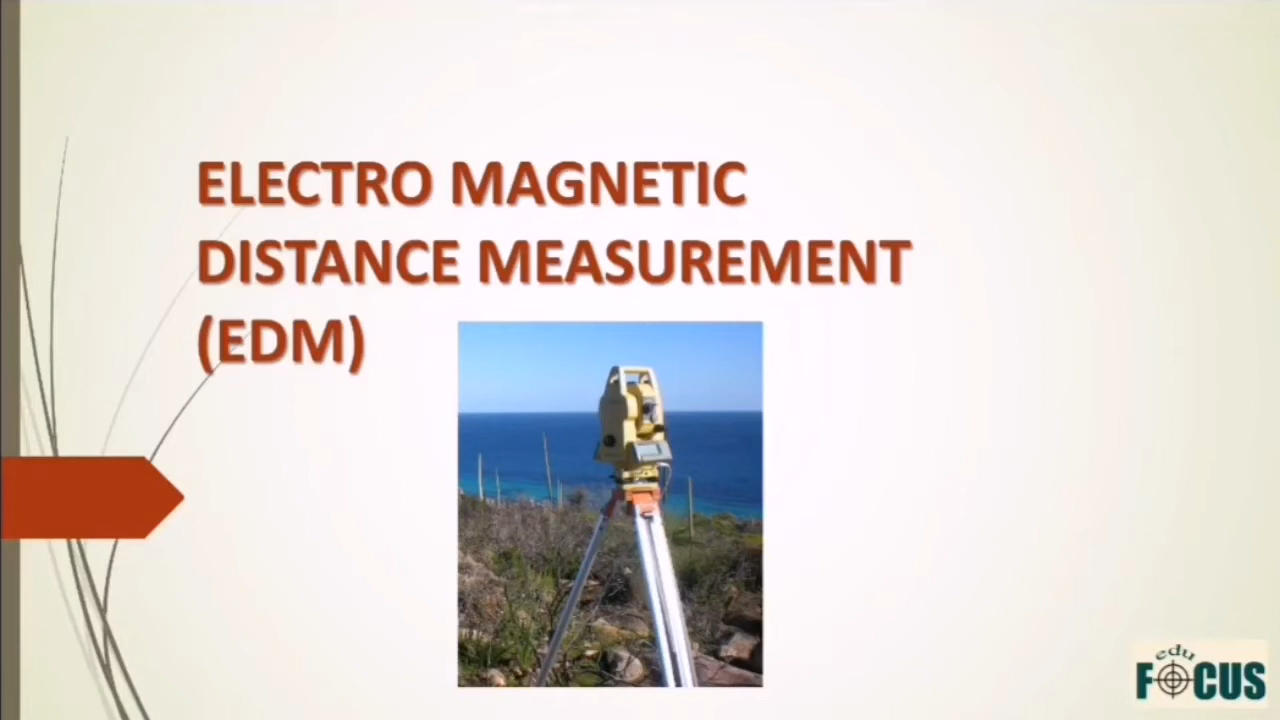 ELECTRO MAGNETIC
DISTANCE MEASUREMENT
(EDM)
edu
FOCUS